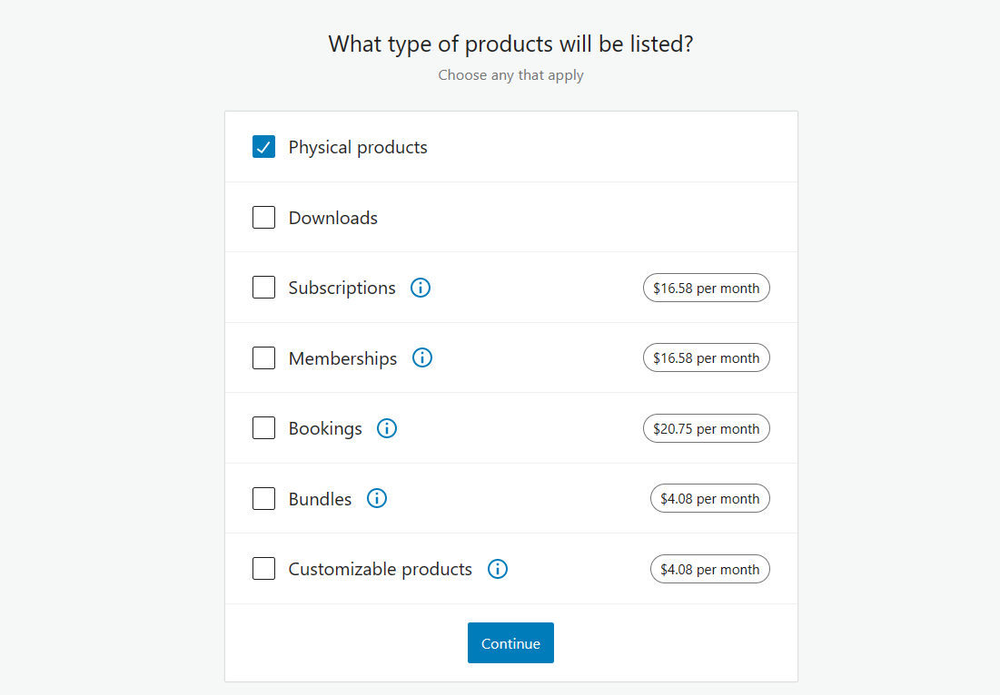 What type of products will be listed?
Choose any that apply
Physical products
Downloads
Subscriptions $16.58 per month
Memberships $16.58 per month
Bookings $20.75 per month
Bundles $4.08 per month
Customizable products $4.08 per month
Continue